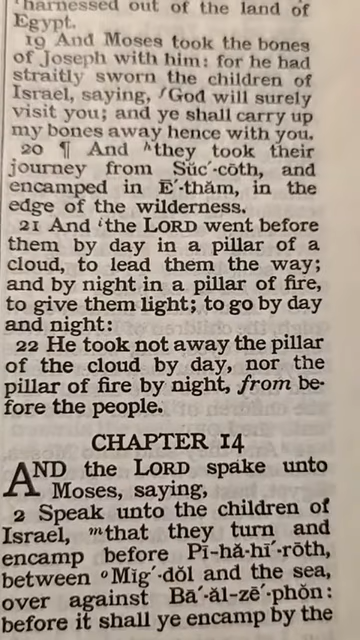 harnessed out of the land of
Egypt.
19 And Moses took the bones
of Joseph with him: for he had
straitly sworn the children of
Israel, saying, ᶠGod will surely
visit you; and ye shall carry up
my bones away hence with you.
20 ¶ And ʰthey took their
journey from Sŭc´-cōth, and
encamped in Ē´-thăm, in the
edge of the wilderness.
21 And ⁱthe LORD went before
them by day in a pillar of a
cloud, to lead them the way;
and by night in a pillar of fire,
to give them light; to go by day
and night:
22 He took not away the pillar
of the cloud by day, nor the
pillar of fire by night, from be-
fore the people.
CHAPTER 14
AND the LORD spake unto
Moses, saying,
2 Speak unto the children of
Israel, ᵐthat they turn and
encamp before Pī-hă-hī´-rōth,
between ᵒMĭg´-dŏl and the sea,
over against Bā´-ăl-zē´-phŏn:
before it shall ye encamp by the